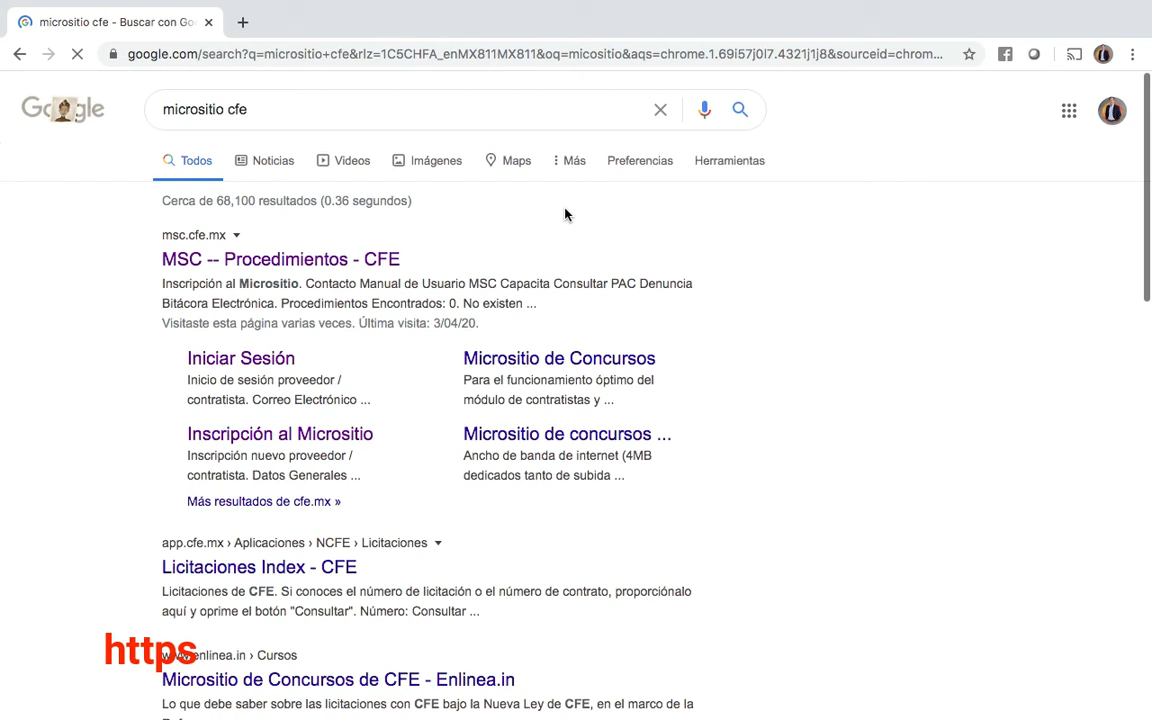 micrositio cfe - Buscar con Go
google.com/search?q=micrositio+cfe&rlz=1C5CHFA_enMX811MX811&oq=micositio&aqs=chrome.1.69i57j0l7.4321j1j8&sourceid=chrom...
Google
micrositio cfe
Todos Noticias Videos Imágenes Maps Más Preferencias Herramientas
Cerca de 68,100 resultados (0.36 segundos)
msc.cfe.mx
MSC -- Procedimientos - CFE
Inscripción al Micrositio. Contacto Manual de Usuario MSC Capacita Consultar PAC Denuncia
Bitácora Electrónica. Procedimientos Encontrados: 0. No existen ...
Visitaste esta página varias veces. Última visita: 3/04/20.
Iniciar Sesión
Inicio de sesión proveedor /
contratista. Correo Electrónico ...
Micrositio de Concursos
Para el funcionamiento óptimo del
módulo de contratistas y ...
Inscripción al Micrositio
Inscripción nuevo proveedor /
contratista. Datos Generales ...
Micrositio de concursos ...
Ancho de banda de internet (4MB
dedicados tanto de subida ...
Más resultados de cfe.mx »
app.cfe.mx › Aplicaciones › NCFE › Licitaciones
Licitaciones Index - CFE
Licitaciones de CFE. Si conoces el número de licitación o el número de contrato, proporciónalo
aquí y oprime el botón "Consultar". Número: Consultar ...
https
www.enlinea.in › Cursos
Micrositio de Concursos de CFE - Enlinea.in
Lo que debe saber sobre las licitaciones con CFE bajo la Nueva Ley de CFE, en el marco de la